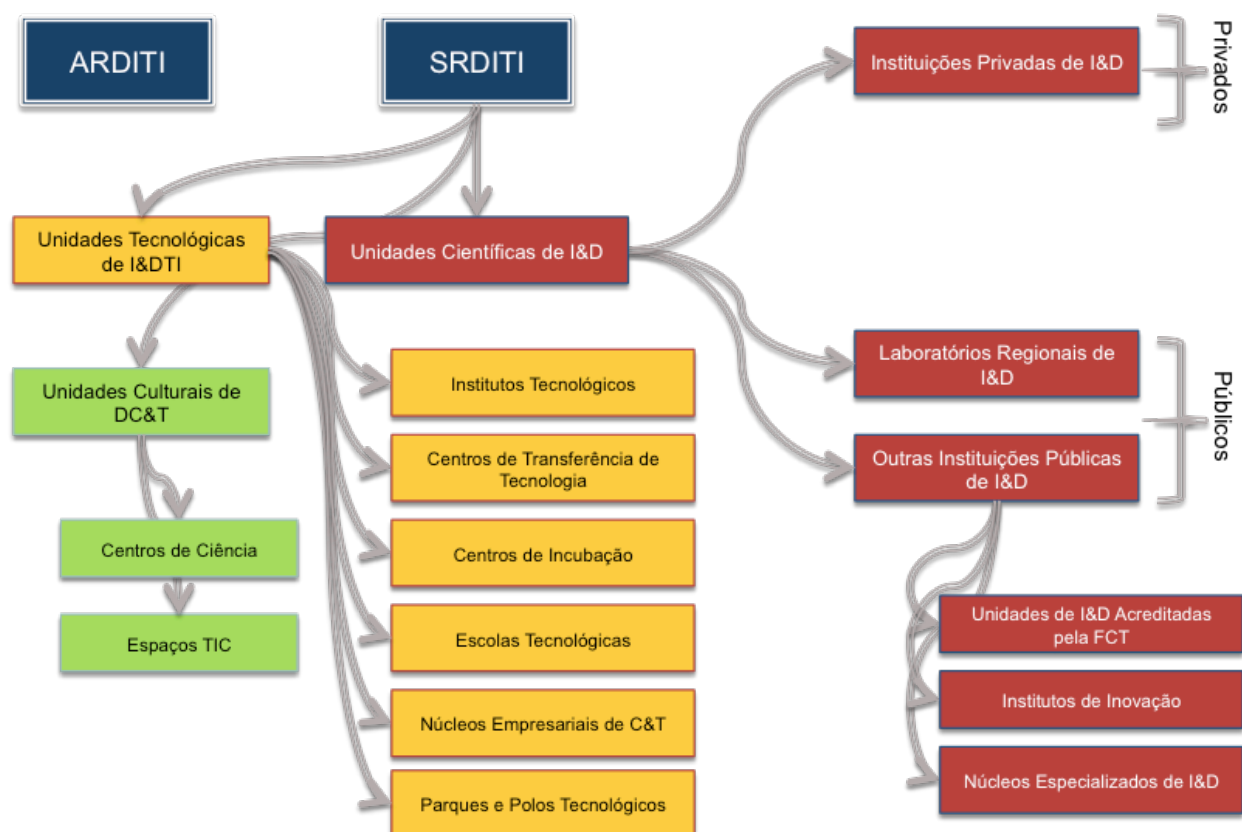 ARDITI
SRDITI
Instituições Privadas de I&D
Privados
Unidades Tecnológicas
de I&DTI
Unidades Científicas de I&D
Laboratórios Regionais de
I&D
Públicos
Outras Instituições Públicas
de I&D
Unidades Culturais de
DC&T
Centros de Ciência
Espaços TIC
Institutos Tecnológicos
Centros de Transferência de
Tecnologia
Centros de Incubação
Escolas Tecnológicas
Núcleos Empresariais de C&T
Parques e Polos Tecnológicos
Unidades de I&D Acreditadas
pela FCT
Institutos de Inovação
Núcleos Especializados de I&D